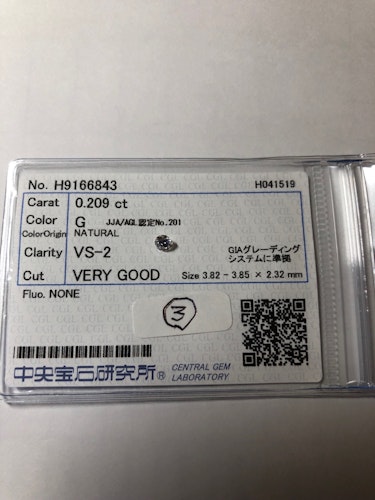 No. H9166843 H041519
Carat 0.209 ct
Color G JJA/AGL認定No.201
ColorOrigin NATURAL
Clarity VS-2 GIAグレーディング
システムに準拠
Cut VERY GOOD Size 3.82 - 3.85 × 2.32 mm
Fluo. NONE
3
中央宝石研究所® CENTRAL GEM
LABORATORY